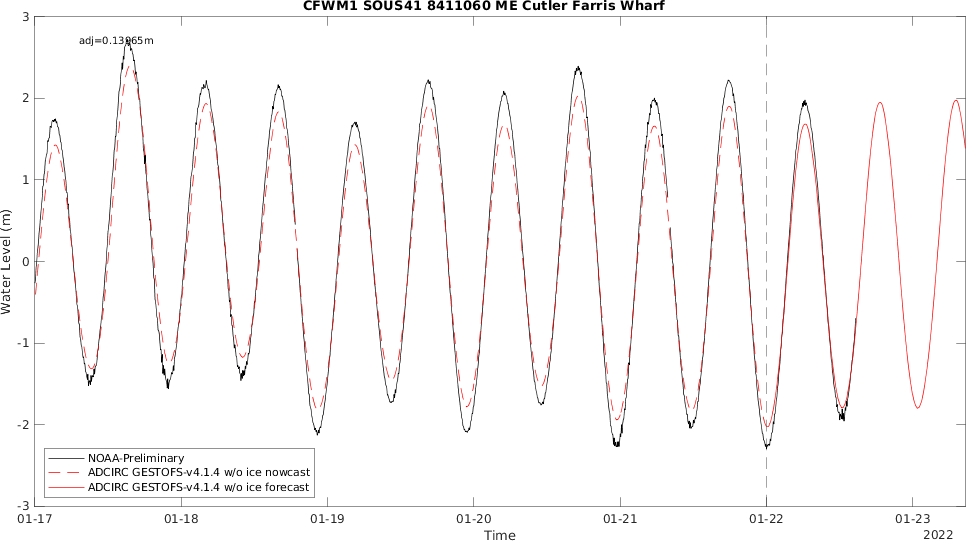 CFWM1 SOUS41 8411060 ME Cutler Farris Wharf
adj=0.13965m
3
2
1
0
-1
-2
-3
Water Level (m)
NOAA-Preliminary
ADCIRC GESTOFS-v4.1.4 w/o ice nowcast
ADCIRC GESTOFS-v4.1.4 w/o ice forecast
01-17 01-18 01-19 01-20 01-21 01-22 01-23
Time
2022